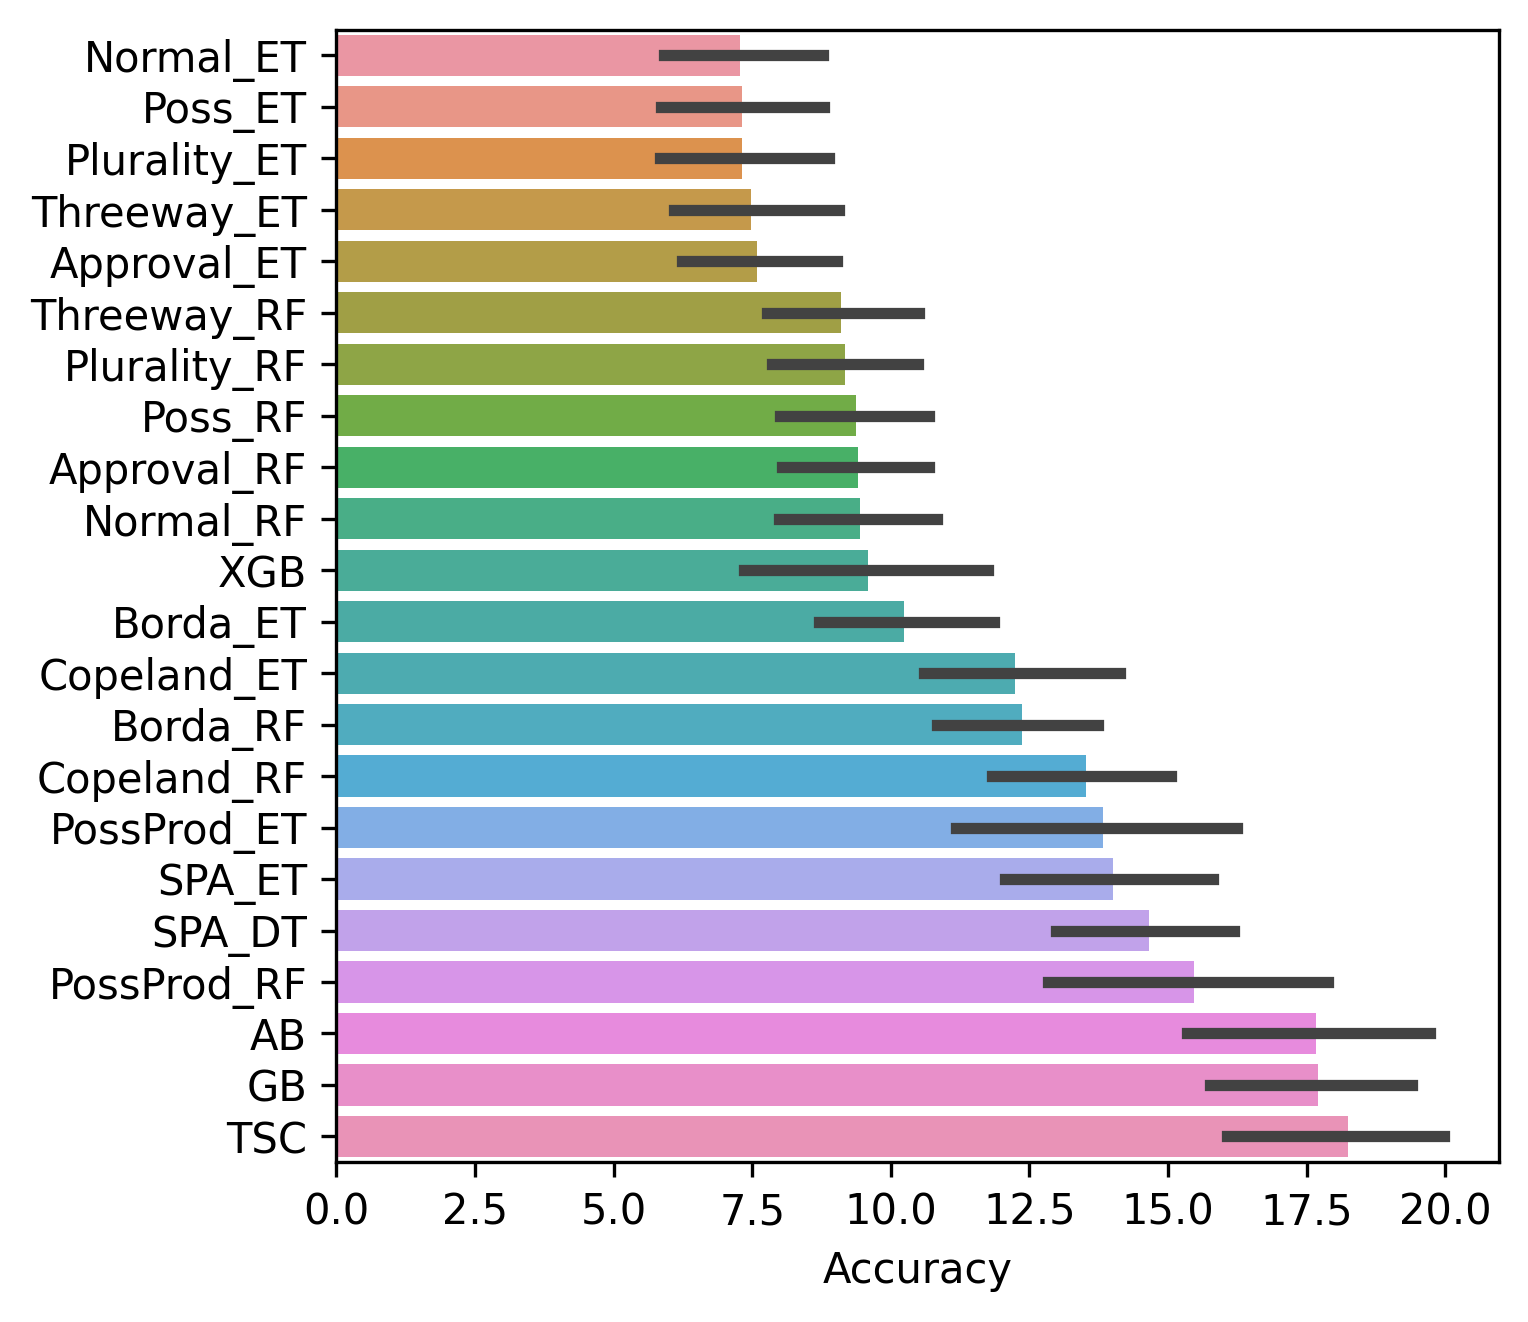 Normal_ET
Poss_ET
Plurality_ET
Threeway_ET
Approval_ET
Threeway_RF
Plurality_RF
Poss_RF
Approval_RF
Normal_RF
XGB
Borda_ET
Copeland_ET
Borda_RF
Copeland_RF
PossProd_ET
SPA_ET
SPA_DT
PossProd_RF
AB
GB
TSC
0.0 2.5 5.0 7.5 10.0 12.5 15.0 17.5 20.0
Accuracy